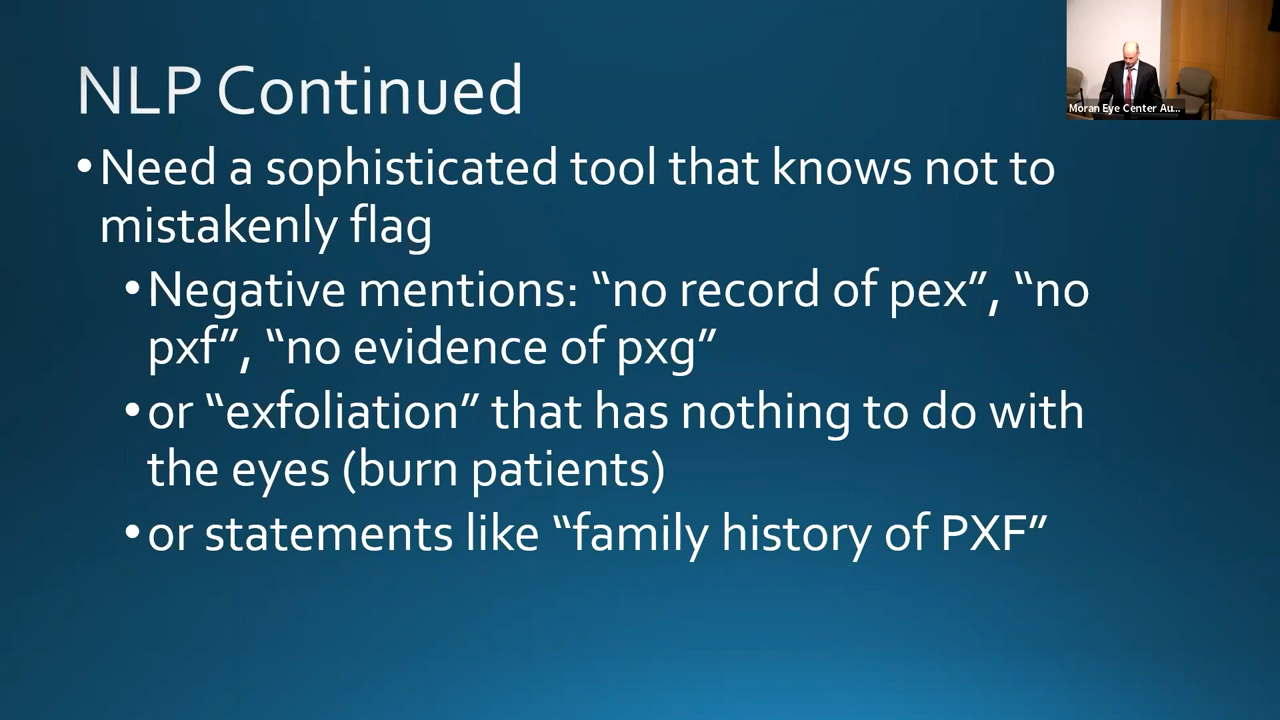 NLP Continued
• Need a sophisticated tool that knows not to
mistakenly flag
• Negative mentions: “no record of pex”, “no
pxf”, “no evidence of pxg”
• or “exfoliation” that has nothing to do with
the eyes (burn patients)
• or statements like “family history of PXF”
Moran Eye Center Au...